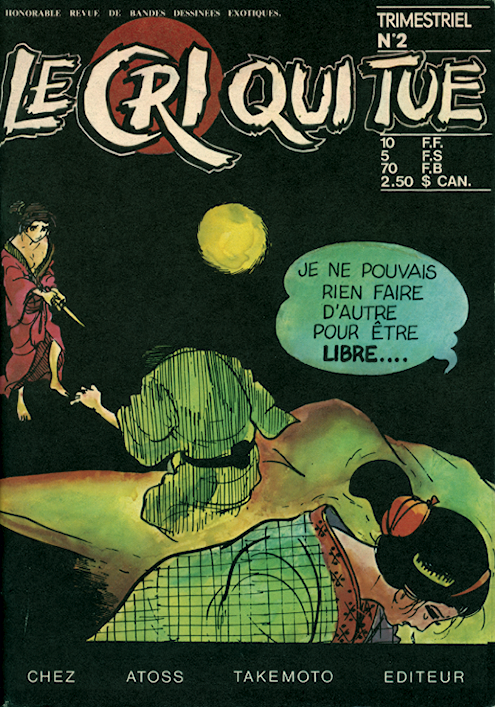 HONORABLE REVUE DE BANDES DESSINEES EXOTIQUES.
TRIMESTRIEL
N°2
LE CRI QUI TUE
10 F.F.
5 F.S
70 F.B
2.50 $ CAN.
JE NE POUVAIS
RIEN FAIRE
D'AUTRE
POUR ÊTRE
LIBRE....
CHEZ ATOSS TAKEMOTO EDITEUR